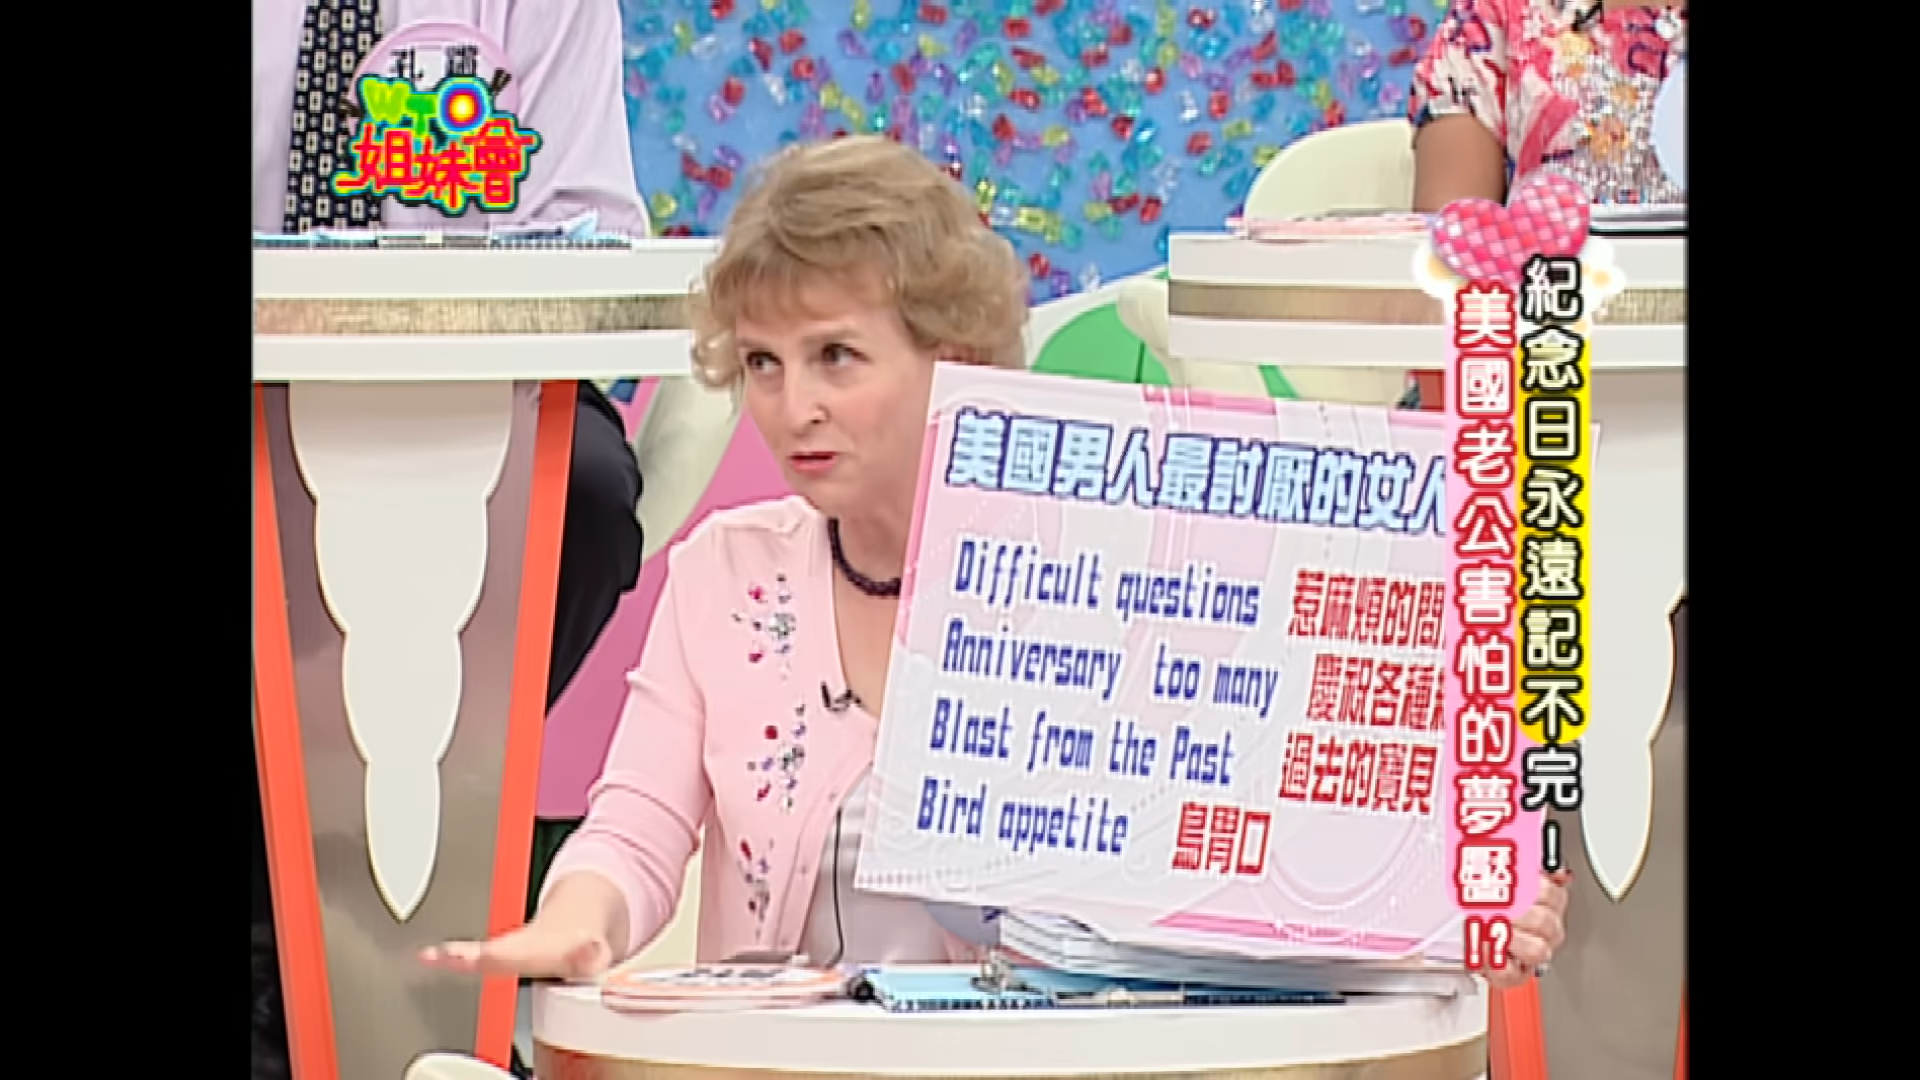 WTO
姐妹會
紀念日永遠記不完！
美國老公害怕的夢壓!?
美國男人最討厭的女人
Difficult questions 惹麻煩的問
Anniversary too many 慶祝各種
Blast from the Past 過去的寶貝
Bird appetite 鳥胃口